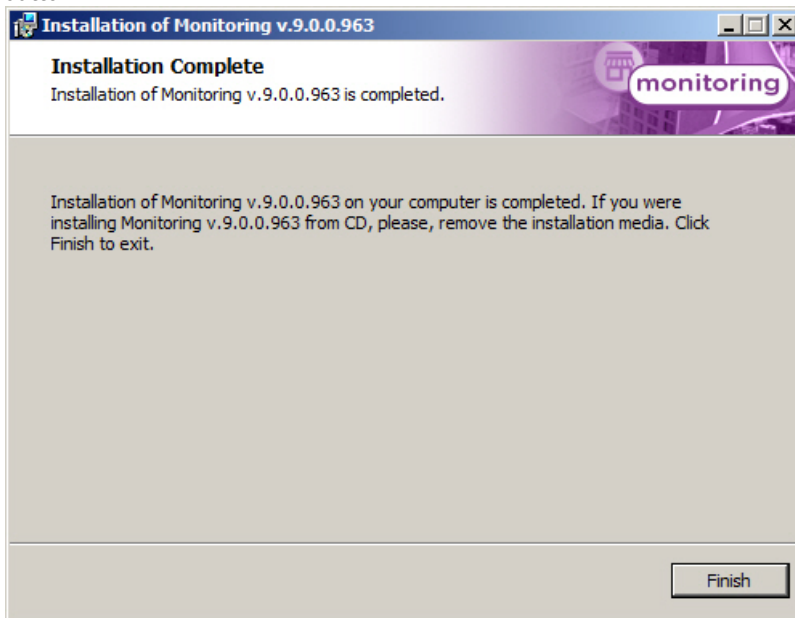 Installation of Monitoring v.9.0.0.963
Installation Complete
Installation of Monitoring v.9.0.0.963 is completed.
monitoring
Installation of Monitoring v.9.0.0.963 on your computer is completed. If you were
installing Monitoring v.9.0.0.963 from CD, please, remove the installation media. Click
Finish to exit.
Finish